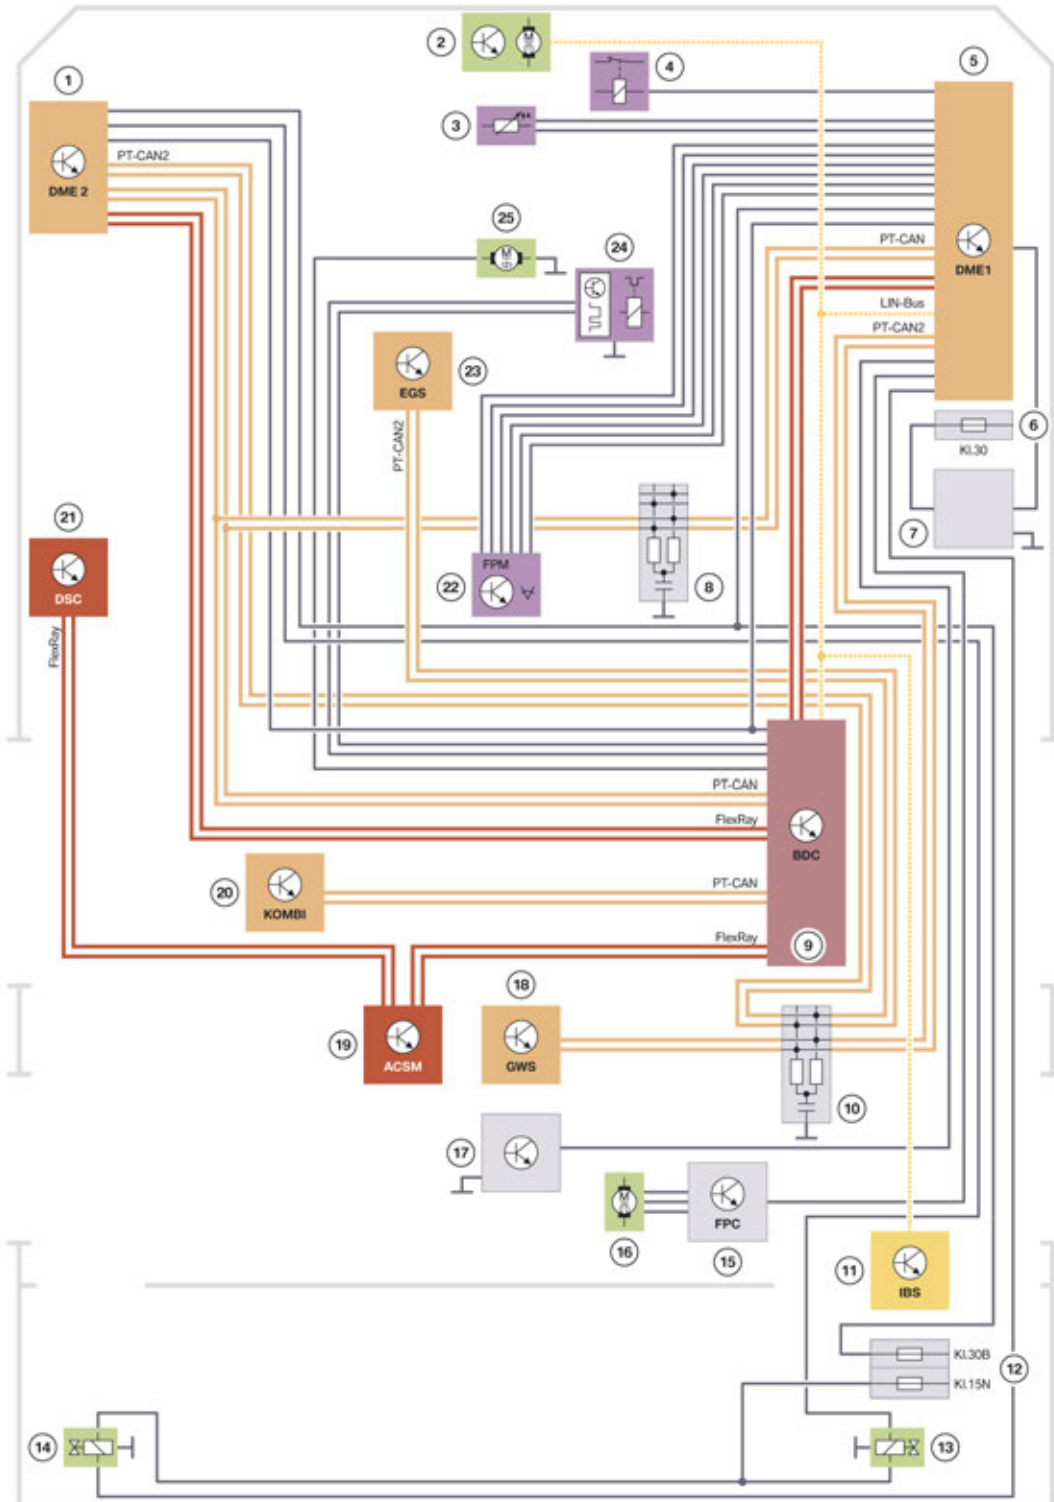 2
M
4
5
1
3
PT-CAN2
DME 2
25
M
24
PT-CAN
DME1
LIN-Bus
PT-CAN2
EGS
23
PT-CAN2
6
Kl.30
21
7
DSC
FPM
22
8
FlexRay
PT-CAN
FlexRay
BDC
20
KOMBI
PT-CAN
FlexRay
9
18
19
ACSM
GWS
10
17
M
FPC
16
15
11
IBS
Kl.30B
12
Kl.15N
14
13